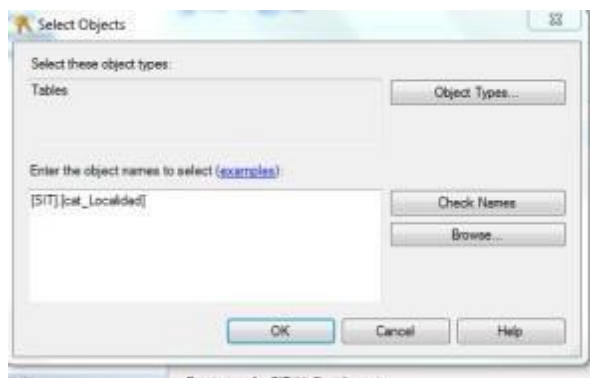 Select Objects
Select these object types:
Tables
Object Types...
Enter the object names to select (examples):
[SIT].[cat_Localidad]
Check Names
Browse...
OK
Cancel
Help